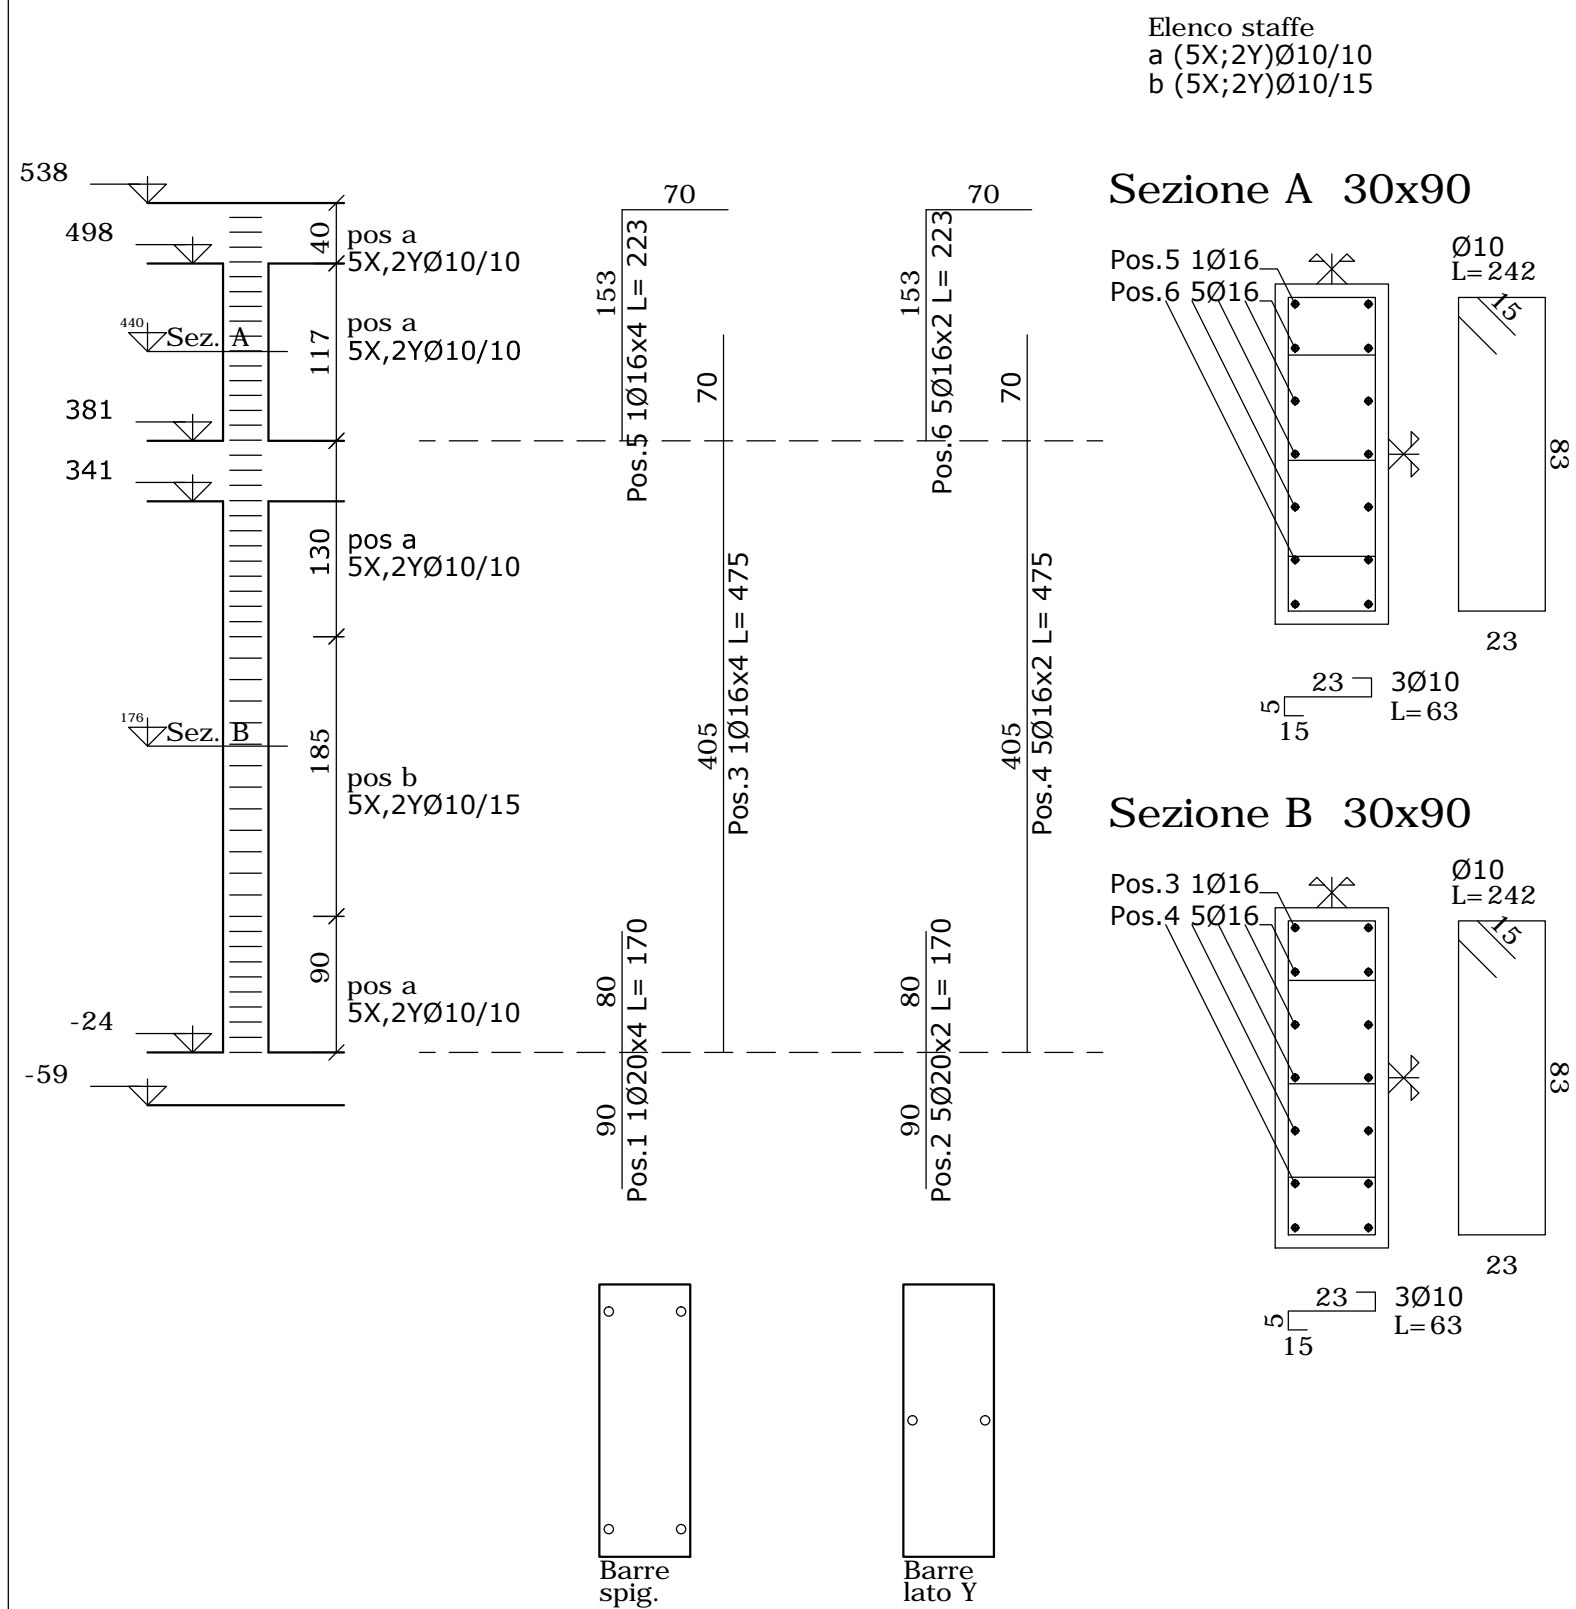 Elenco staffe
a (5X;2Y)Ø10/10
b (5X;2Y)Ø10/15
538
498
440
Sez. A
381
341
176
Sez. B
-24
-59
40
pos a
5X,2YØ10/10
117
pos a
5X,2YØ10/10
130
pos a
5X,2YØ10/10
185
pos b
5X,2YØ10/15
90
pos a
5X,2YØ10/10
70
153
Pos.5 1Ø16x4 L= 223
70
405
Pos.3 1Ø16x4 L= 475
80
90
Pos.1 1Ø20x4 L= 170
70
153
Pos.6 5Ø16x2 L= 223
70
405
Pos.4 5Ø16x2 L= 475
80
90
Pos.2 5Ø20x2 L= 170
Barre
spig.
Barre
lato Y
Sezione A 30x90
Pos.5 1Ø16
Pos.6 5Ø16
Ø10
L=242
15
83
23
23
3Ø10
5
L=63
15
Sezione B 30x90
Pos.3 1Ø16
Pos.4 5Ø16
Ø10
L=242
15
83
23
23
3Ø10
5
L=63
15